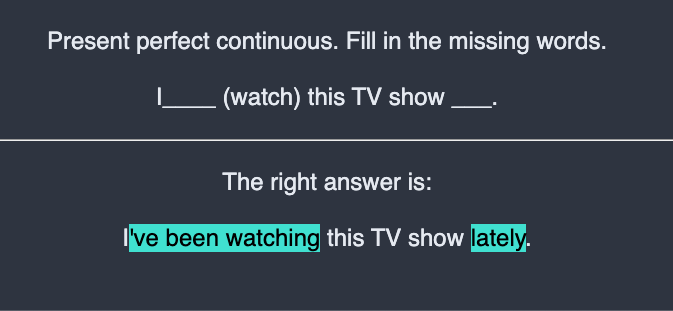 Present perfect continuous. Fill in the missing words.
I____ (watch) this TV show ___.
The right answer is:
I've been watching this TV show lately.